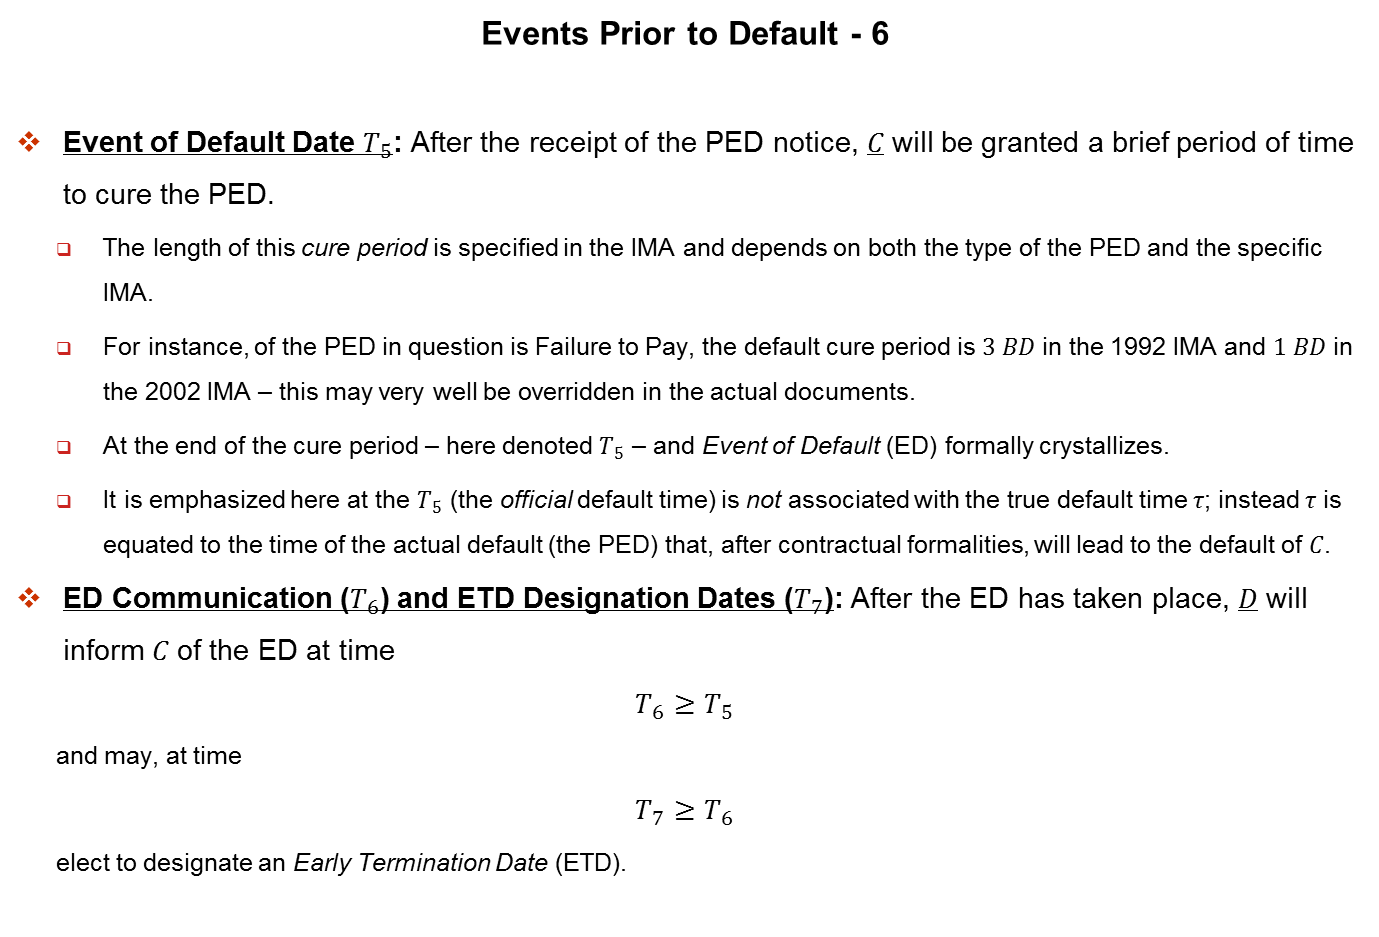 Events Prior to Default - 6
Event of Default Date T₅: After the receipt of the PED notice, C will be granted a brief period of time
to cure the PED.
The length of this cure period is specified in the IMA and depends on both the type of the PED and the specific
IMA.
For instance, of the PED in question is Failure to Pay, the default cure period is 3 BD in the 1992 IMA and 1 BD in
the 2002 IMA – this may very well be overridden in the actual documents.
At the end of the cure period – here denoted T₅ – and Event of Default (ED) formally crystallizes.
It is emphasized here at the T₅ (the official default time) is not associated with the true default time τ; instead τ is
equated to the time of the actual default (the PED) that, after contractual formalities, will lead to the default of C.
ED Communication (T₆) and ETD Designation Dates (T₇): After the ED has taken place, D will
inform C of the ED at time
T₆ ≥ T₅
and may, at time
T₇ ≥ T₆
elect to designate an Early Termination Date (ETD).